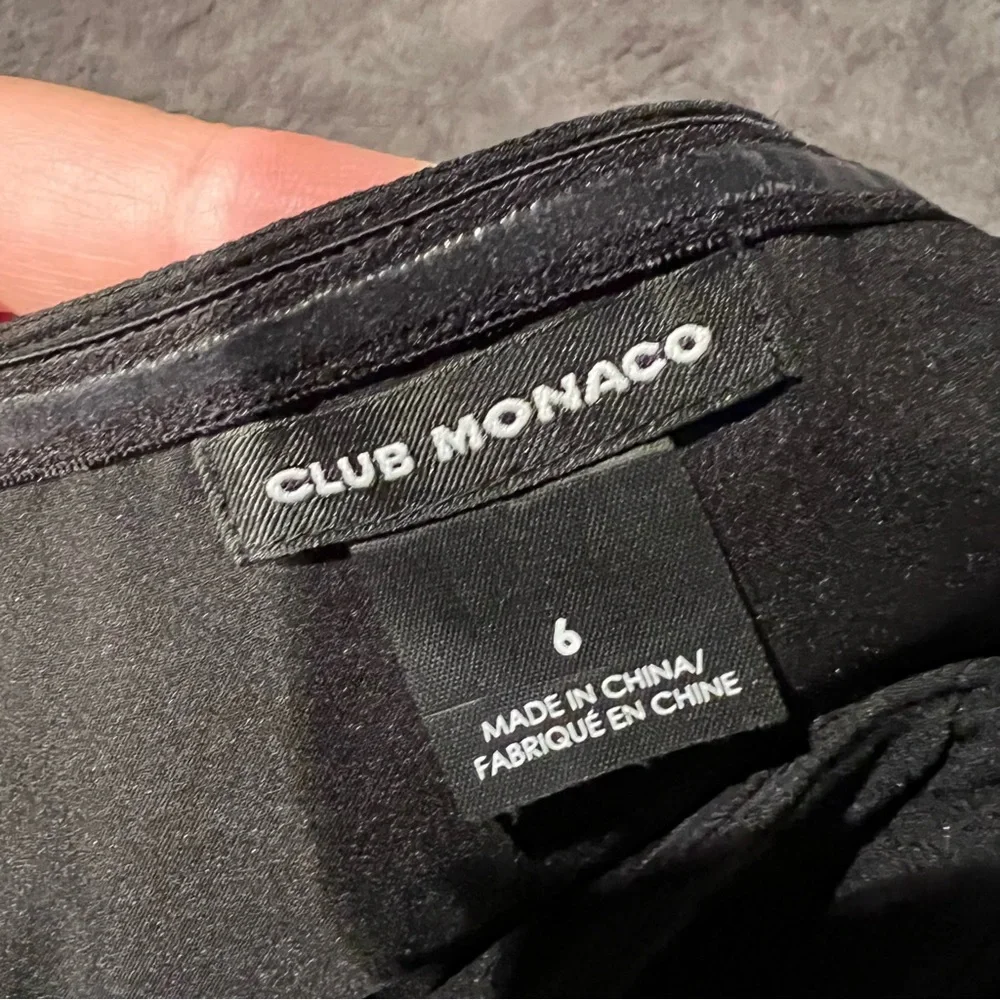 CLUB MONACO
6
MADE IN CHINA/
FABRIQUÉ EN CHINE